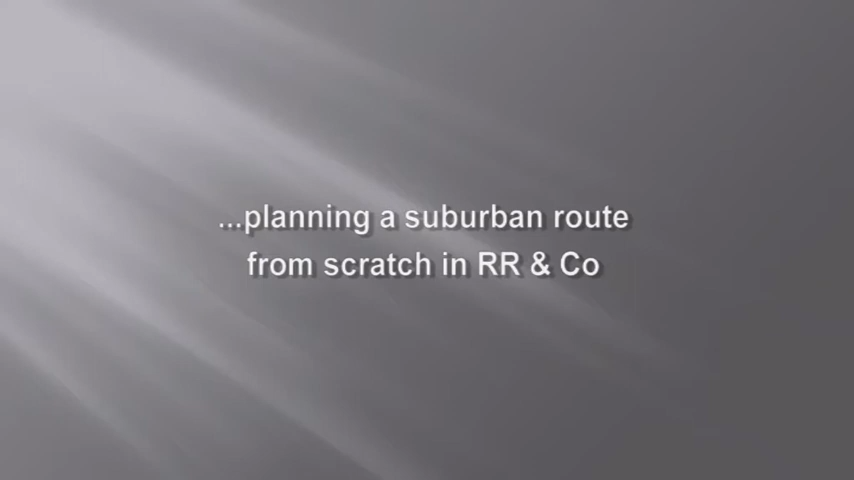 ...planning a suburban route
from scratch in RR & Co